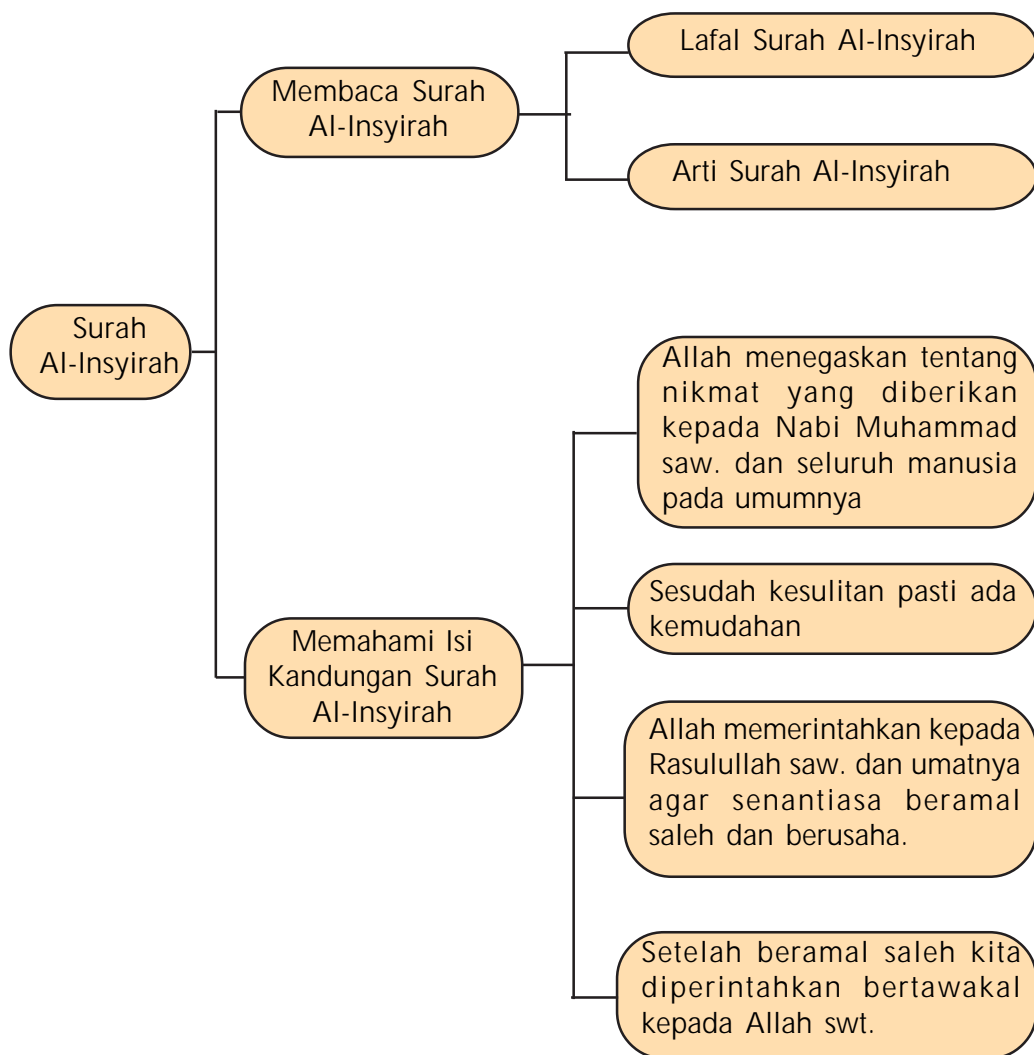 Surah
Al-Insyirah
Membaca Surah
Al-Insyirah
Lafal Surah Al-Insyirah
Arti Surah Al-Insyirah
Memahami Isi
Kandungan Surah
Al-Insyirah
Allah menegaskan tentang
nikmat yang diberikan
kepada Nabi Muhammad
saw. dan seluruh manusia
pada umumnya
Sesudah kesulitan pasti ada
kemudahan
Allah memerintahkan kepada
Rasulullah saw. dan umatnya
agar senantiasa beramal
saleh dan berusaha.
Setelah beramal saleh kita
diperintahkan bertawakal
kepada Allah swt.